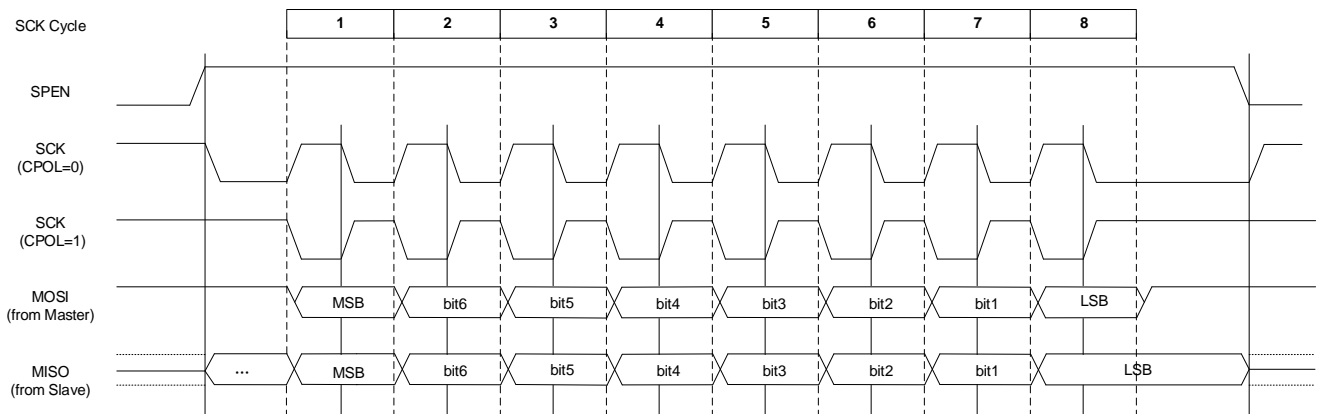 SCK Cycle 1 2 3 4 5 6 7 8
SPEN
SCK
(CPOL=0)
SCK
(CPOL=1)
MOSI
(from Master)
MSB bit6 bit5 bit4 bit3 bit2 bit1 LSB
MISO
(from Slave)
... MSB bit6 bit5 bit4 bit3 bit2 bit1 LSB